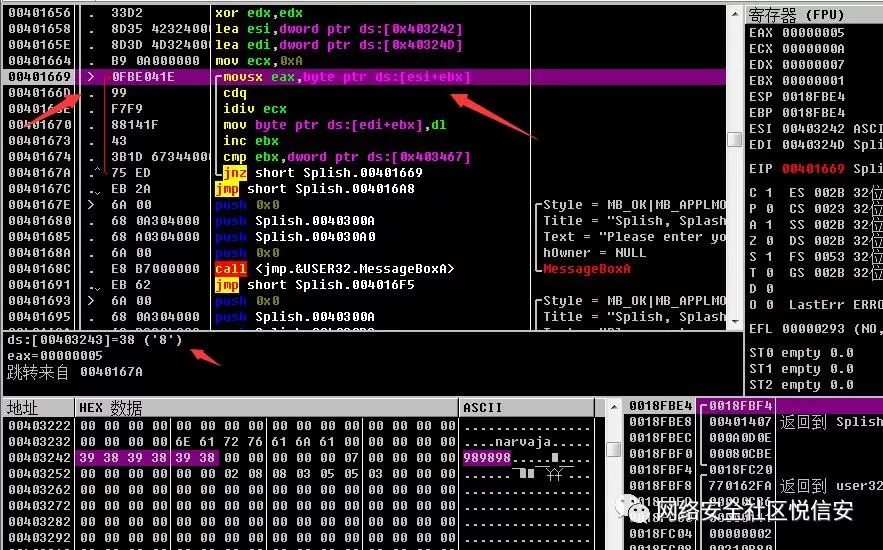 00401656 . 33D2 xor edx,edx
00401658 . 8D35 42324000 lea esi,dword ptr ds:[0x403242]
0040165E . 8D3D 4D324000 lea edi,dword ptr ds:[0x40324D]
00401664 . B9 0A000000 mov ecx,0xA
00401669 > 0FBE041E movsx eax,byte ptr ds:[esi+ebx]
0040166D . 99 cdq
F7F9 idiv ecx
00401670 . 88141F mov byte ptr ds:[edi+ebx],dl
00401673 . 43 inc ebx
00401674 . 3B1D 67344000 cmp ebx,dword ptr ds:[0x403467]
0040167A .^ 75 ED jnz short Splish.00401669
0040167C . EB 2A jmp short Splish.004016A8
0040167E > 6A 00 push 0x0
00401680 . 68 0A304000 push Splish.0040300A
00401685 . 68 A0304000 push Splish.004030A0
0040168A . 6A 00 push 0x0
0040168C . E8 B7000000 call <jmp.&USER32.MessageBoxA>
00401691 . EB 62 jmp short Splish.004016F5
00401693 > 6A 00 push 0x0
00401695 . 68 0A304000 push Splish.0040300A
Style = MB_OK|MB_APPLMO
Title = "Splish, Splash
Text = "Please enter yo
hOwner = NULL
MessageBoxA
Style = MB_OK|MB_APPLMO
Title = "Splish, Splash
寄存器 (FPU)
EAX 00000005
ECX 0000000A
EDX 00000007
EBX 00000001
ESP 0018FBE4
EBP 0018FBE4
ESI 00403242 ASCI
EDI 0040324D Spli
EIP 00401669 Spli
C 1 ES 002B 32位
P 0 CS 0023 32位
A 1 SS 002B 32位
Z 0 DS 002B 32位
S 1 FS 0053 32位
T 0 GS 002B 32位
D 0
O 0 LastErr ERRO
EFL 00000293 (NO,
ST0 empty 0.0
ST1 empty 0.0
ST2 empty 0.0
ds:[00403243]=38 ('8')
eax=00000005
跳转来自 0040167A
地址 HEX 数据 ASCII
00403222 00 00 00 00 00 00 00 00 00 00 00 00 00 00 00 00 ................
00403232 00 00 00 00 6E 61 72 76 61 6A 61 00 00 00 00 00 ....narvaja.....
00403242 39 38 39 38 39 38 00 00 00 00 00 07 00 00 00 00 989898
00403252 00 00 00 00 00 00 02 08 08 03 05 05 03 00 00 00
00403262 00 00 00 00 00 00 00 00 00 00 00 00 00 00 00 00 ................
00403272 00 00 00 00 00 00 00 00 00 00 00 00 00 00 00 00 ................
00403282 00 00 00 00 00 00 00 00 00 00 00 00 00 00 00 00 ................
00403292 00 00 00 00 00 00 00 00 00 00 00 00 00 00 00 00 ................
0018FBE4 0018FBF4
0018FBE8 00401407 返回到 Splish
0018FBEC 000A0D0E
0018FBF0 00080CBE
0018FBF4 0018FC20
0018FBF8 770162FA 返回到 user32
0018FC04 00000002
网络安全社区悦信安